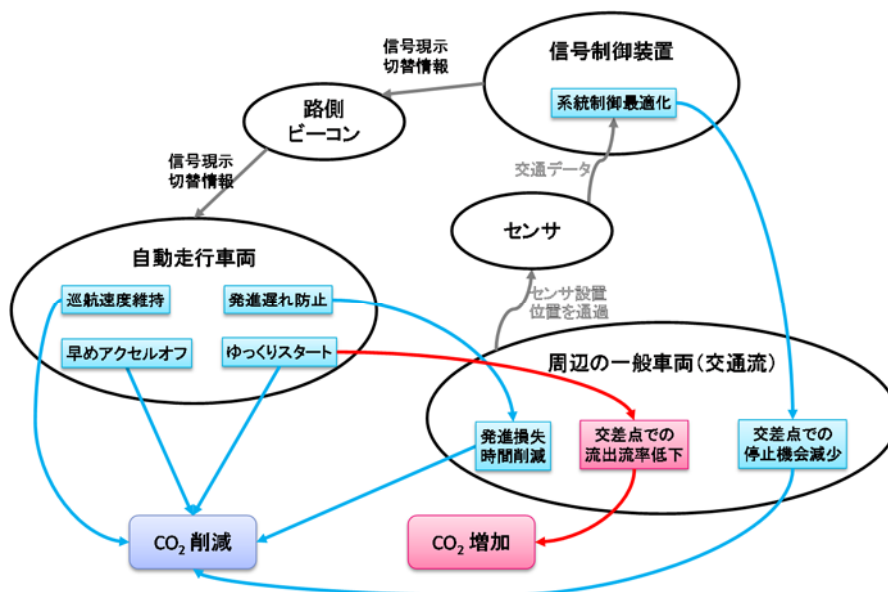 信号現示
切替情報
信号制御装置
系統制御最適化
路側
ビーコン
信号現示
切替情報
交通データ
センサ
自動走行車両
巡航速度維持
発進遅れ防止
センサ設置
位置を通過
早めアクセルオフ
ゆっくりスタート
周辺の一般車両(交通流)
発進損失
時間削減
交差点での
流出流率低下
交差点での
停止機会減少
CO₂ 削減
CO₂ 増加